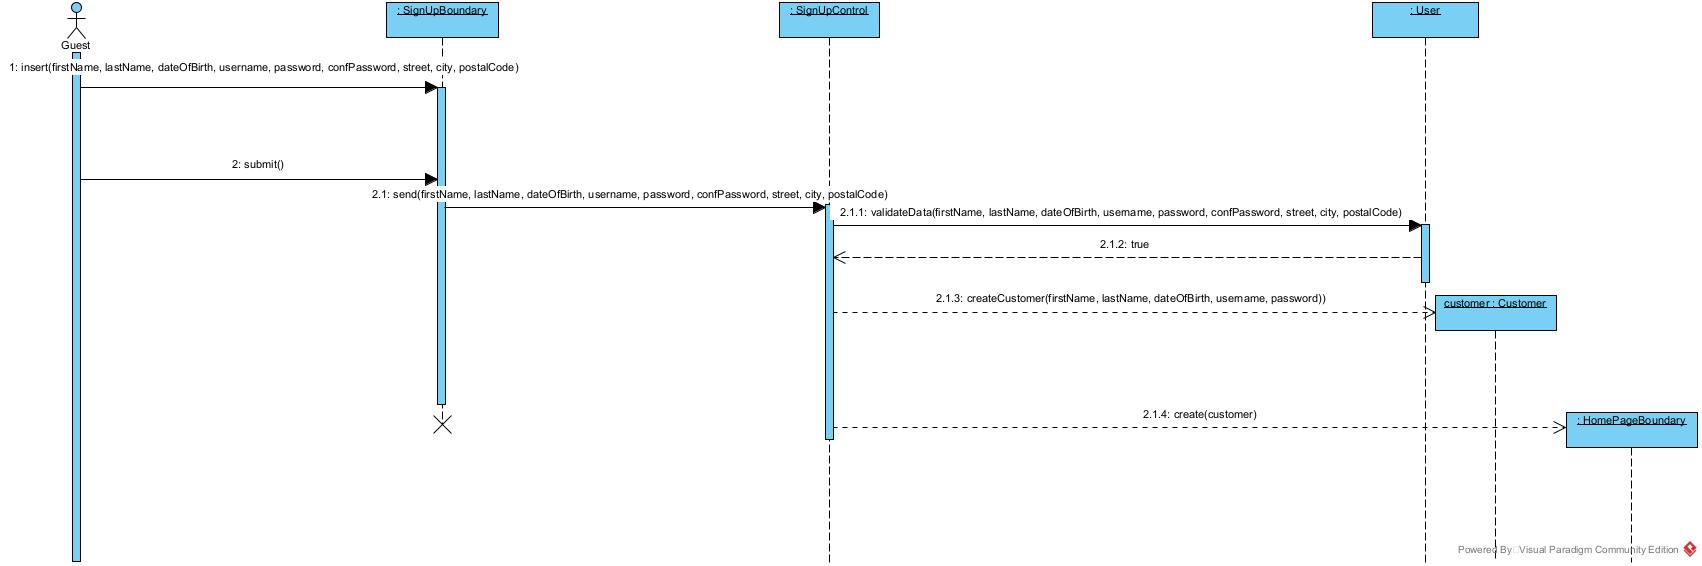 : SignUpBoundary
: SignUpControl
: User
Guest
1: insert(firstName, lastName, dateOfBirth, username, password, confPassword, street, city, postalCode)
2: submit()
2.1: send(firstName, lastName, dateOfBirth, username, password, confPassword, street, city, postalCode)
2.1.1: validateData(firstName, lastName, dateOfBirth, username, password, confPassword, street, city, postalCode)
2.1.2: true
2.1.3: createCustomer(firstName, lastName, dateOfBirth, username, password))
customer : Customer
2.1.4: create(customer)
: HomePageBoundary
Powered By Visual Paradigm Community Edition